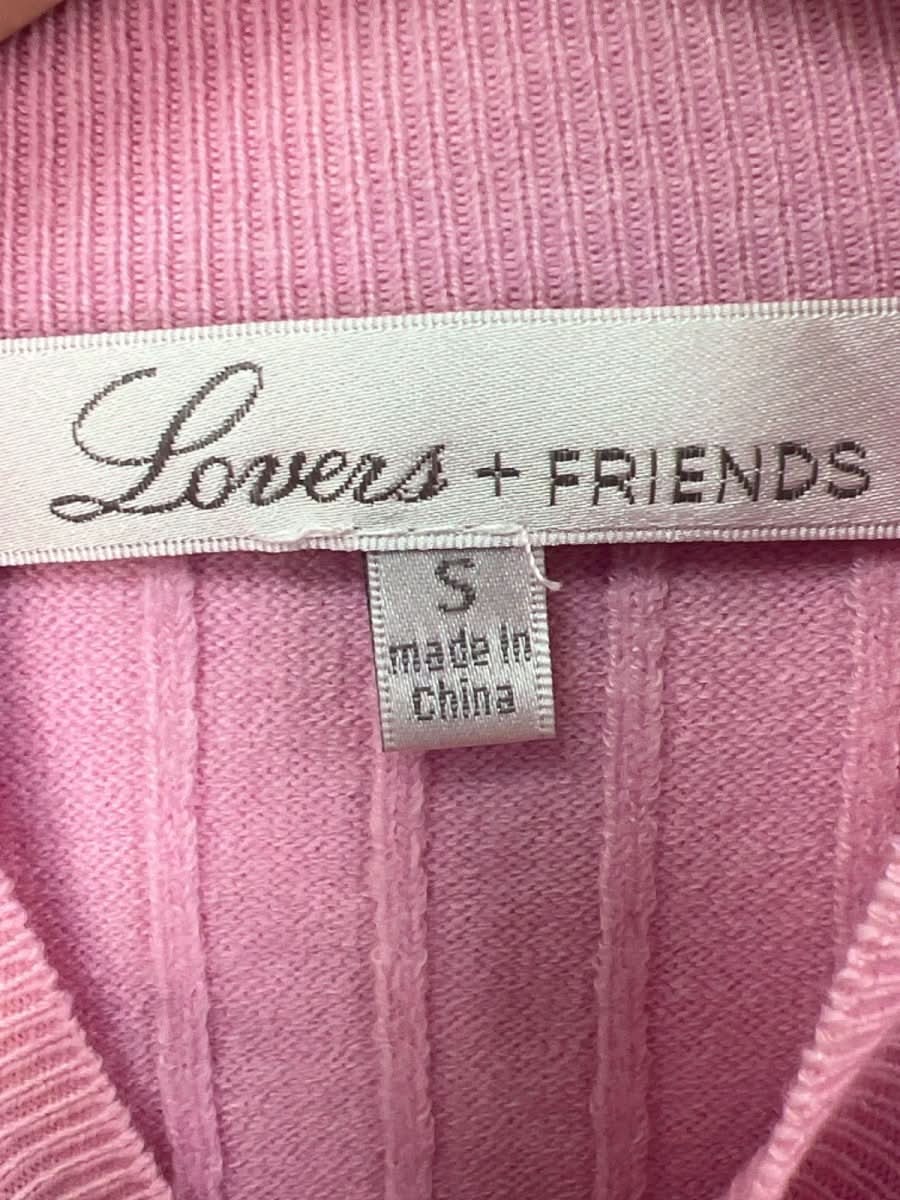 Lovers + FRIENDS
S
made in
China